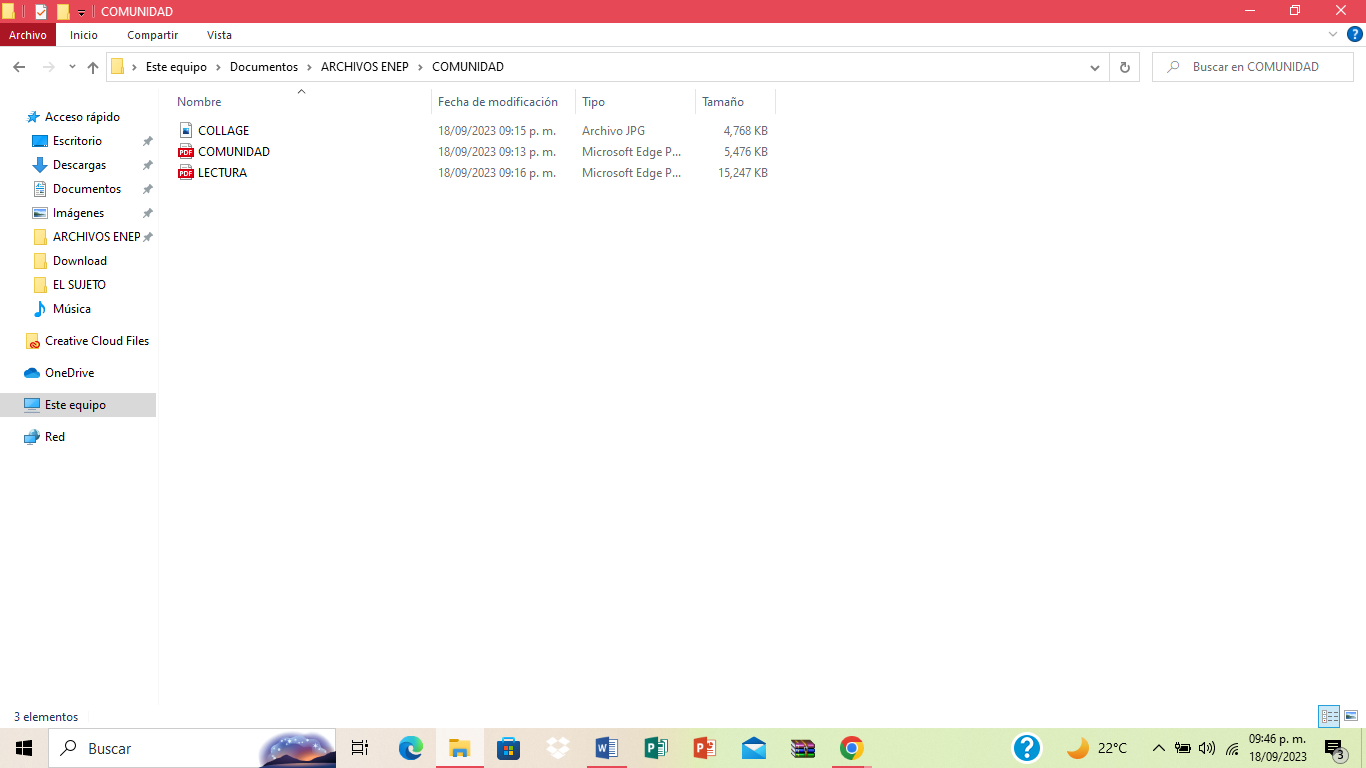 COMUNIDAD
Archivo Inicio Compartir Vista
Este equipo Documentos ARCHIVOS ENEP COMUNIDAD
Buscar en COMUNIDAD
Nombre Fecha de modificación Tipo Tamaño
COLLAGE 18/09/2023 09:15 p. m. Archivo JPG 4,768 KB
COMUNIDAD 18/09/2023 09:13 p. m. Microsoft Edge P... 5,476 KB
LECTURA 18/09/2023 09:16 p. m. Microsoft Edge P... 15,247 KB
Acceso rápido
Escritorio
Descargas
Documentos
Imágenes
ARCHIVOS ENEP
Download
EL SUJETO
Música
Creative Cloud Files
OneDrive
Este equipo
Red
3 elementos
Buscar
22°C
09:46 p. m.
18/09/2023
3